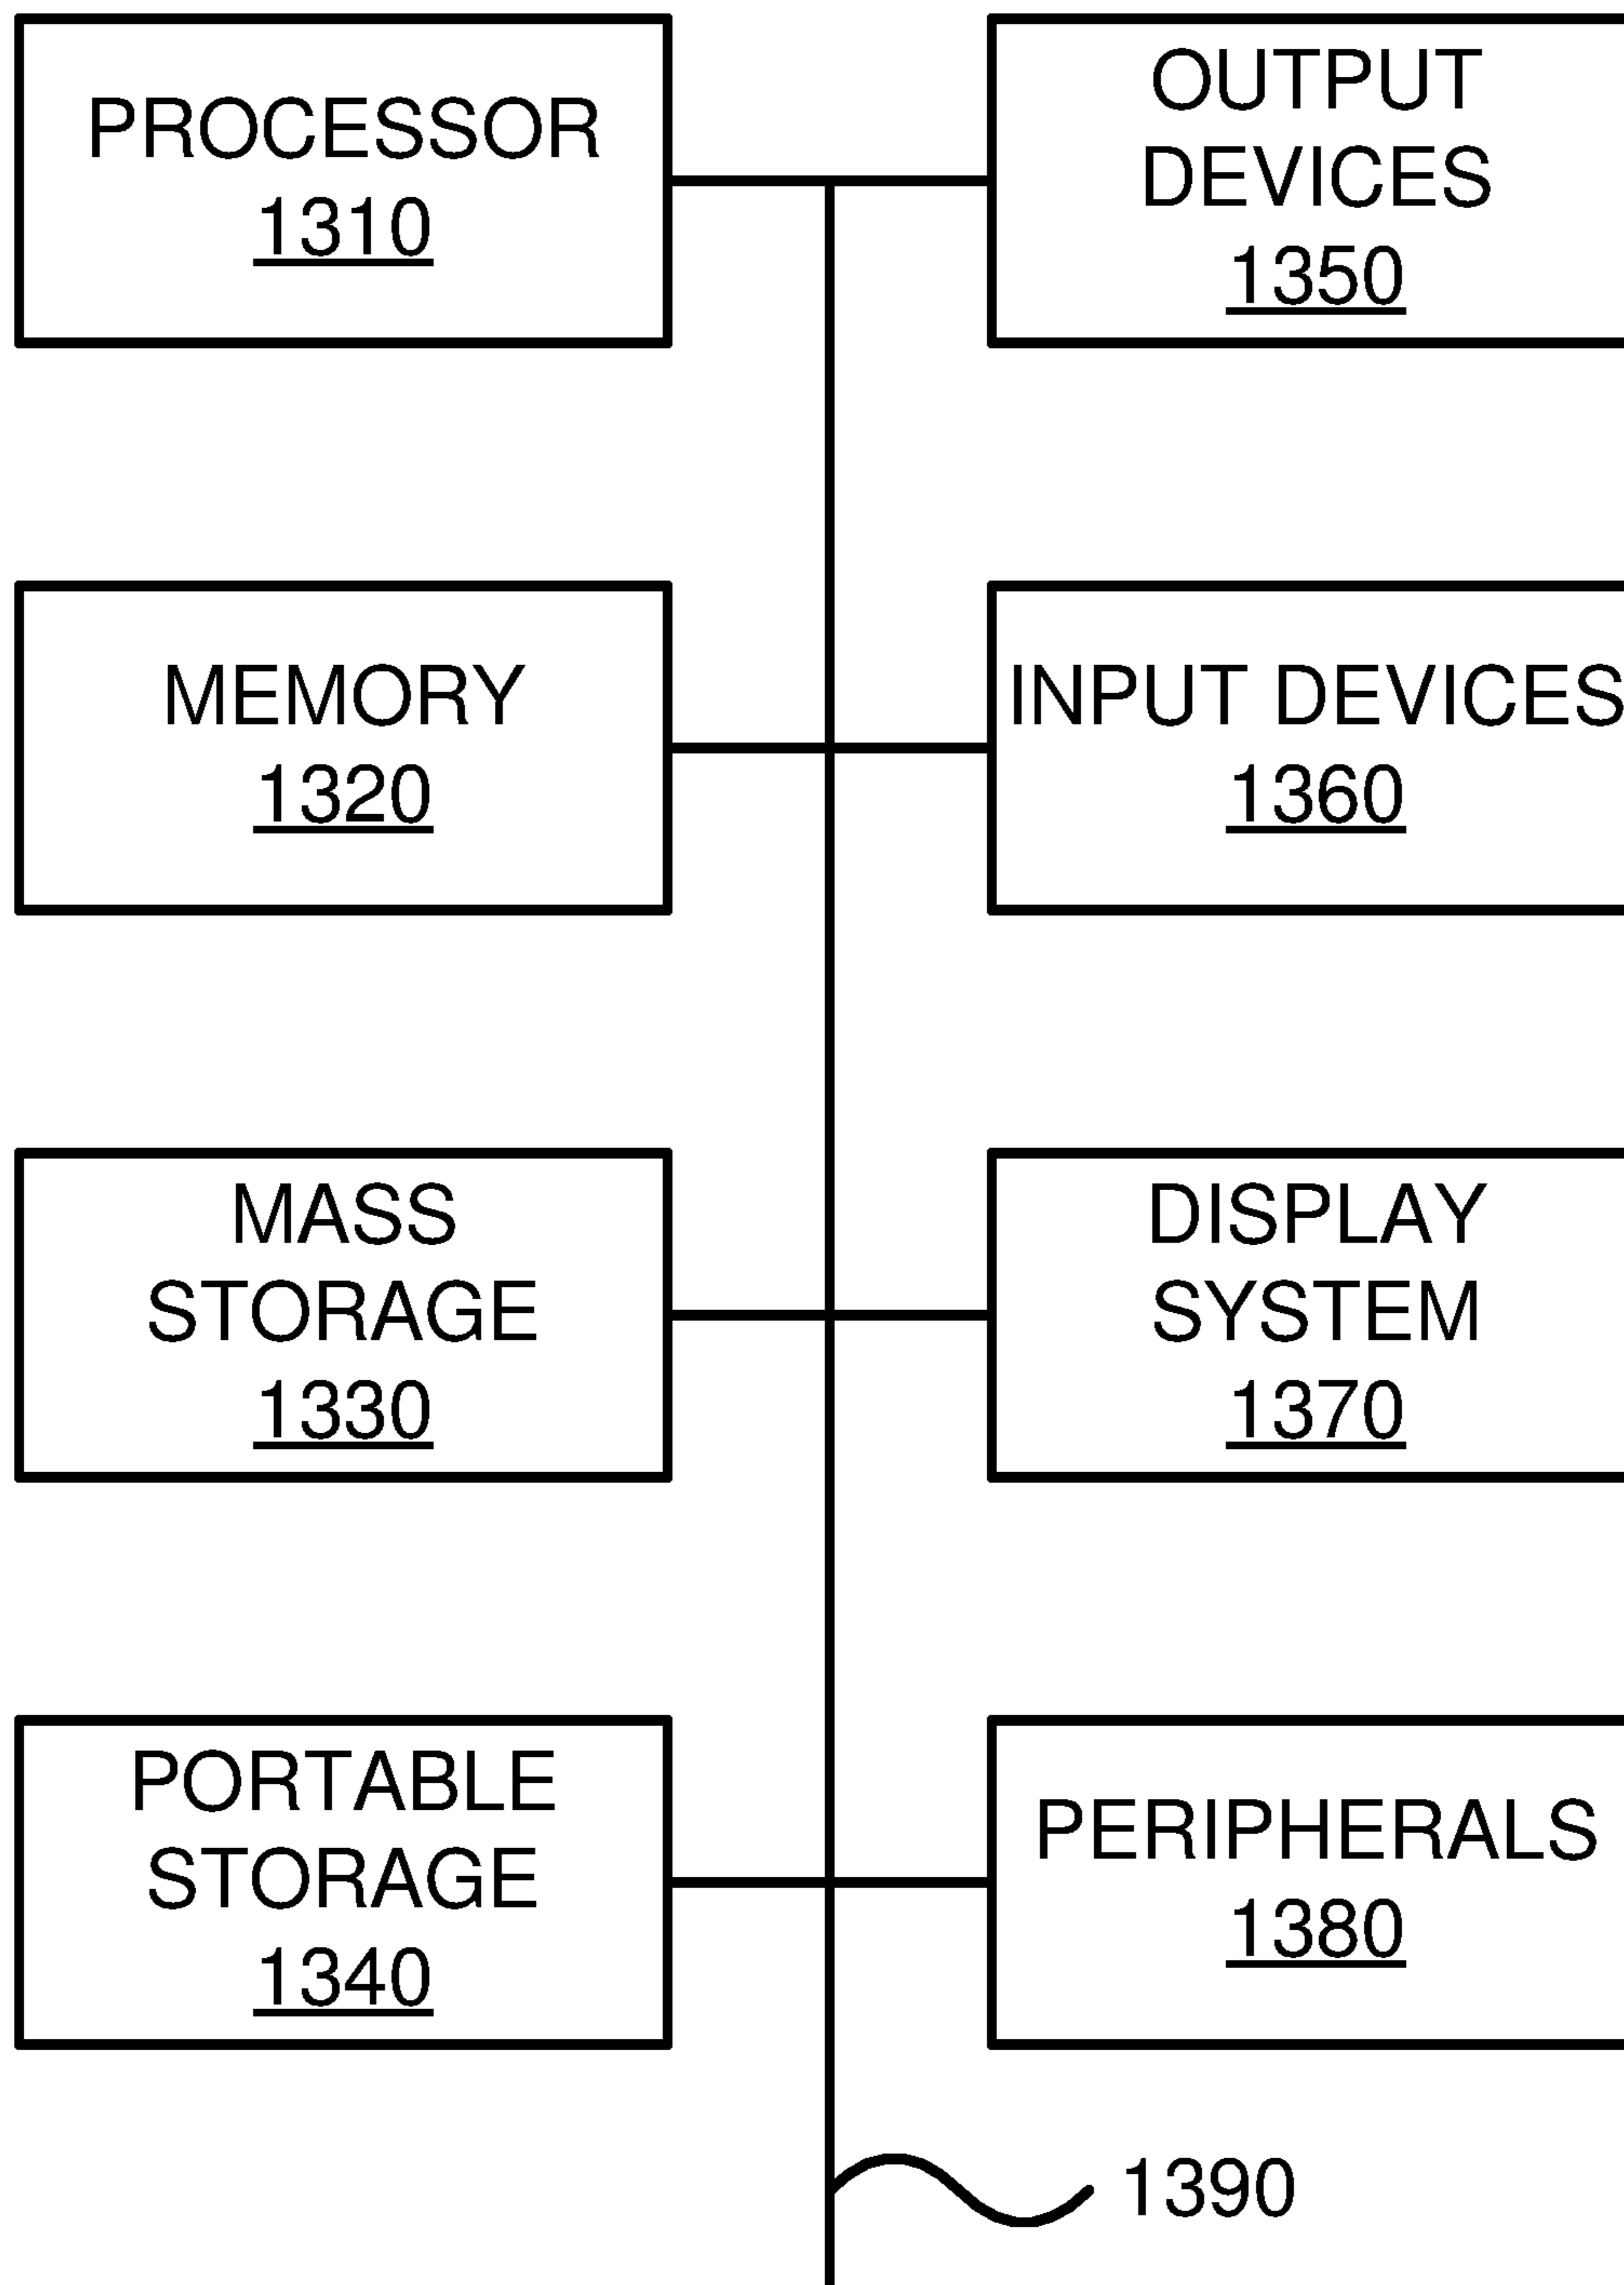 PROCESSOR
1310
OUTPUT
DEVICES
1350
MEMORY
1320
INPUT DEVICES
1360
MASS
STORAGE
1330
DISPLAY
SYSTEM
1370
PORTABLE
STORAGE
1340
PERIPHERALS
1380
1390